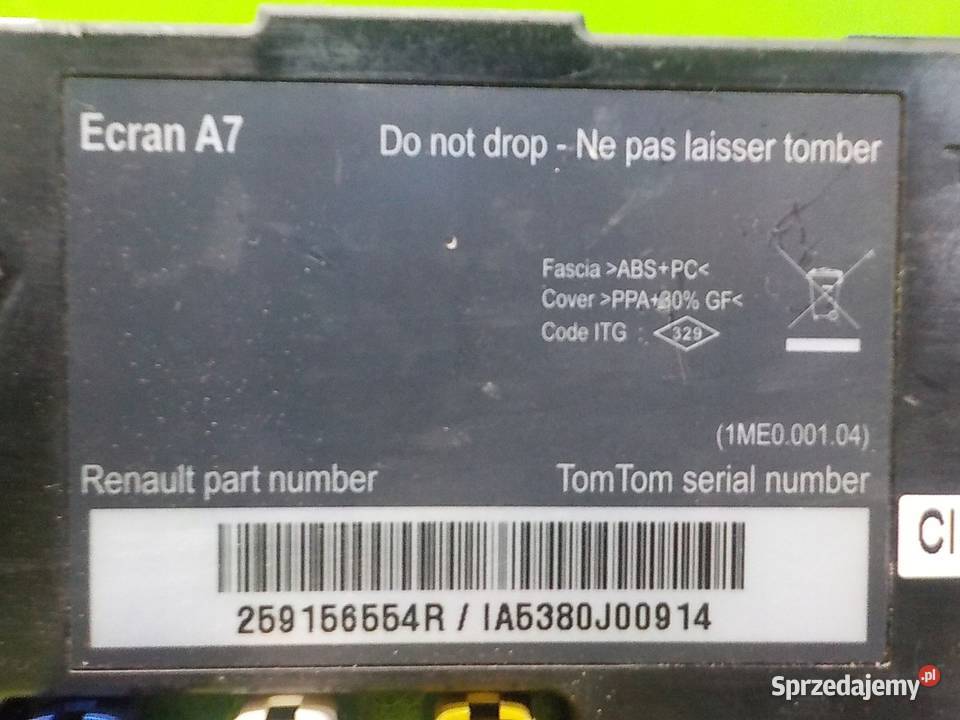 Ecran A7
Do not drop - Ne pas laisser tomber
Fascia >ABS+PC<
Cover >PPA+30% GF<
Code ITG : 329
(1ME0.001.04)
Renault part number
TomTom serial number
259156554R / IA5380J00914
CI
Sprzedajemy.pl